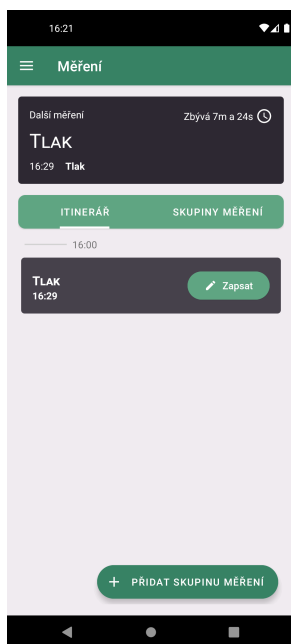 16:21
Měření
Další měření
Zbývá 7m a 24s
TLAK
16:29 Tlak
ITINERÁŘ
SKUPINY MĚŘENÍ
16:00
TLAK
16:29
Zapsat
PŘIDAT SKUPINU MĚŘENÍ